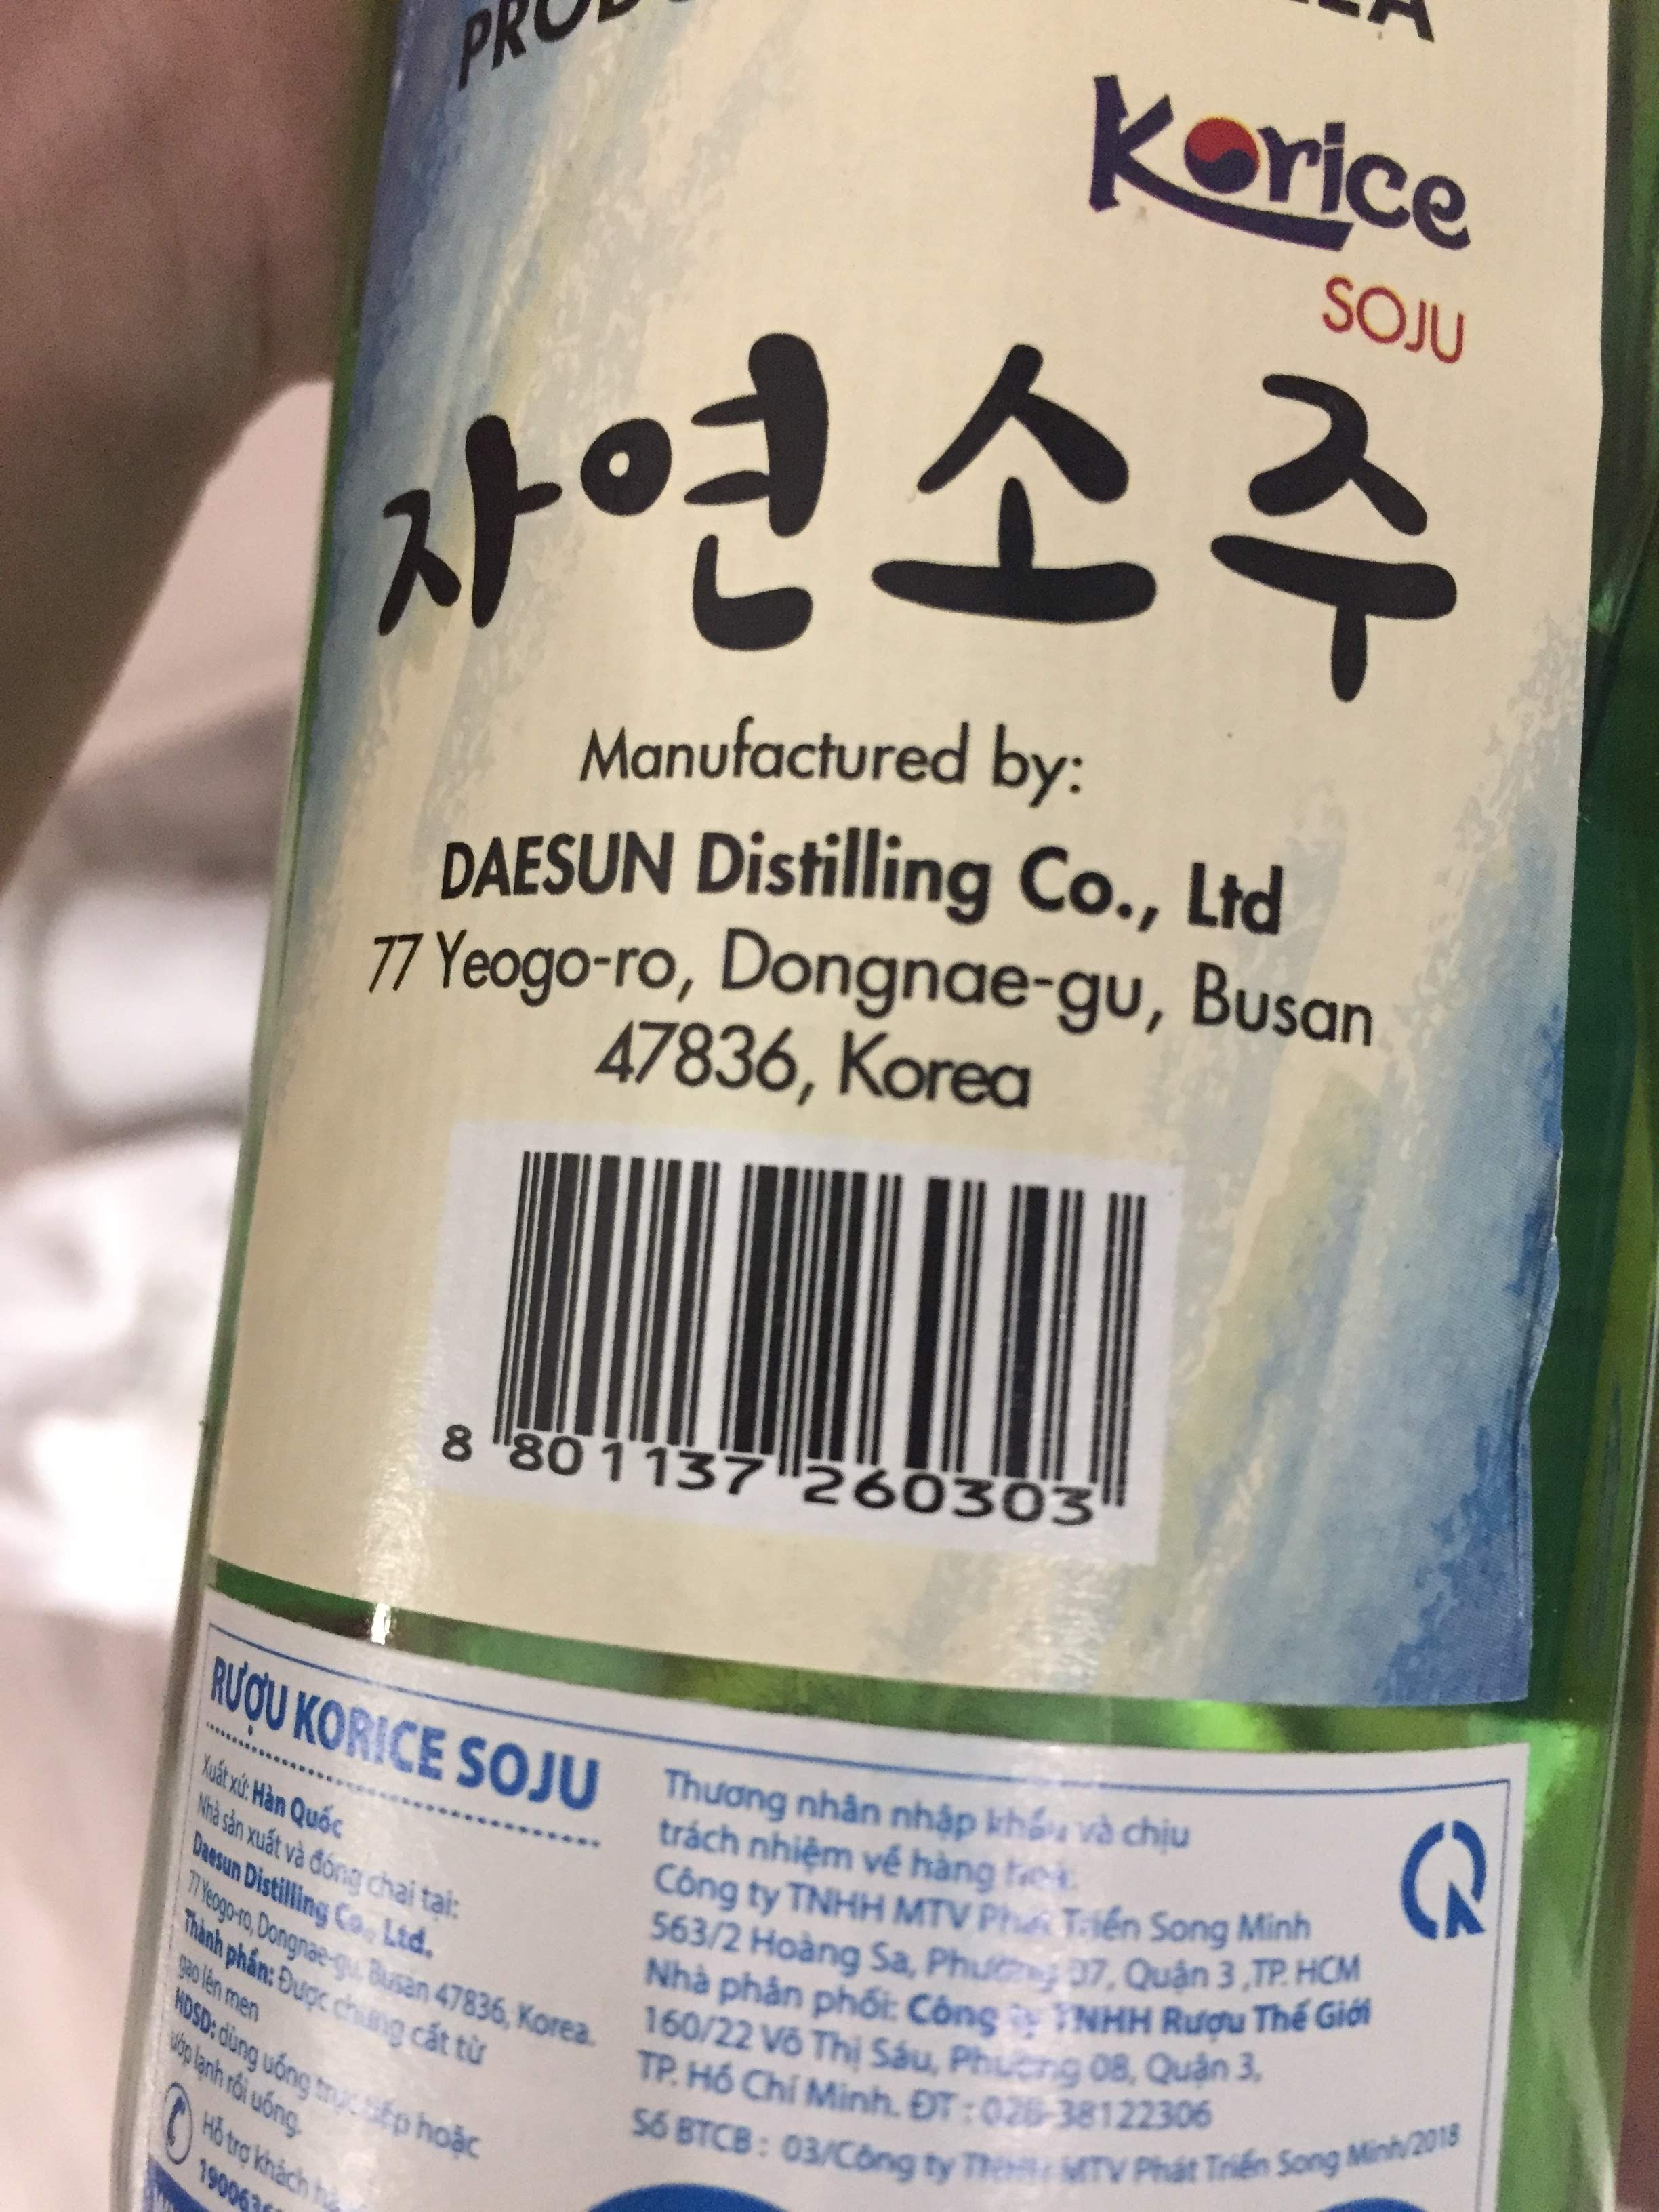 Korice
SOJU
자연소주
Manufactured by:
DAESUN Distilling Co., Ltd
77 Yeogo-ro, Dongnae-gu, Busan
47836, Korea
8 801137 260303
RƯỢU KORICE SOJU
Xuất xứ: Hàn Quốc
Nhà sản xuất và đóng chai tại:
Daesun Distilling Co., Ltd.
77 Yeogo-ro, Dongnae-gu, Busan 47836, Korea.
Thành phần: Được chưng cất từ
gạo lên men
HDSD: dùng uống trực tiếp hoặc
ướp lạnh rồi uống.
Hỗ trợ khách
Thương nhân nhập khẩu và chịu
trách nhiệm về hàng hoá:
Công ty TNHH MTV Phát Triển Song Minh
563/2 Hoàng Sa, Phường 07, Quận 3 ,TP. HCM
Nhà phân phối: Công ty TNHH Rượu Thế Giới
160/22 Võ Thị Sáu, Phường 08, Quận 3,
TP. Hồ Chí Minh. ĐT : 028-38122306
Số BTCB : 03/Công ty TNHH MTV Phát Triển Song Minh/2018